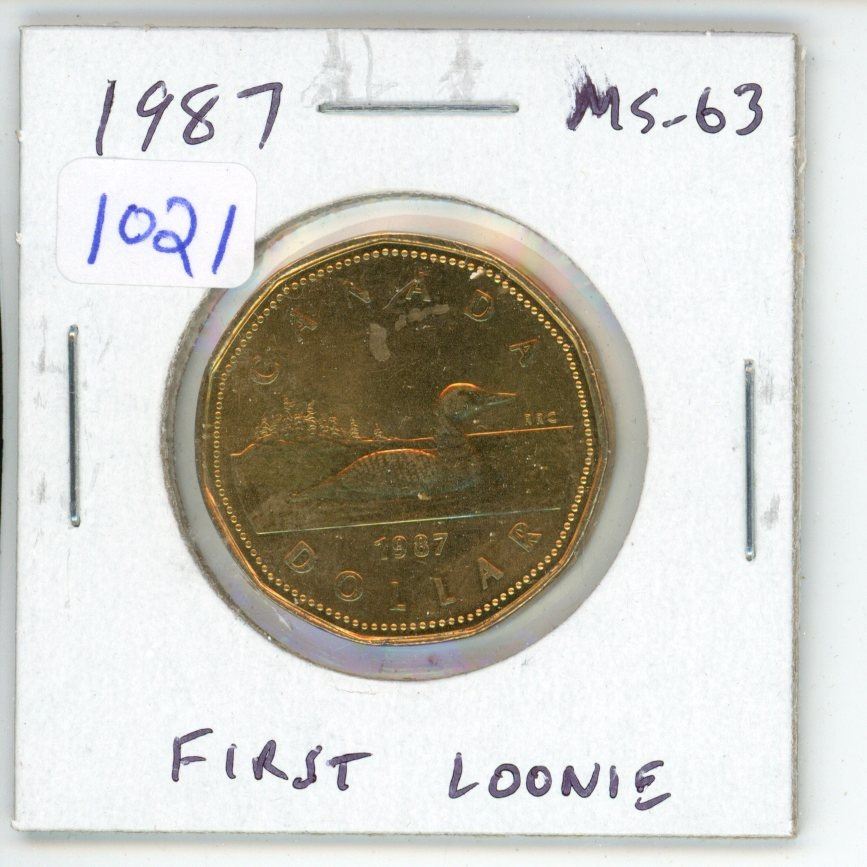 1987 MS-63
1021
CANADA
RRC
1987
DOLLAR
FIRST LOONIE